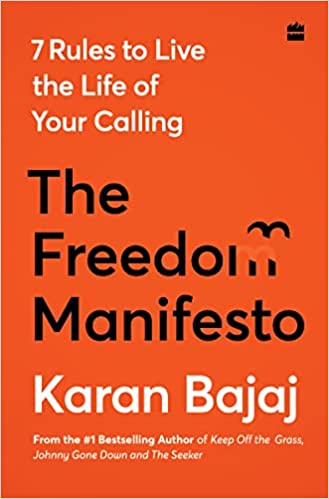 7 Rules to Live
the Life of
Your Calling
The
Freedom
Manifesto
Karan Bajaj
From the #1 Bestselling Author of Keep Off the Grass,
Johnny Gone Down and The Seeker